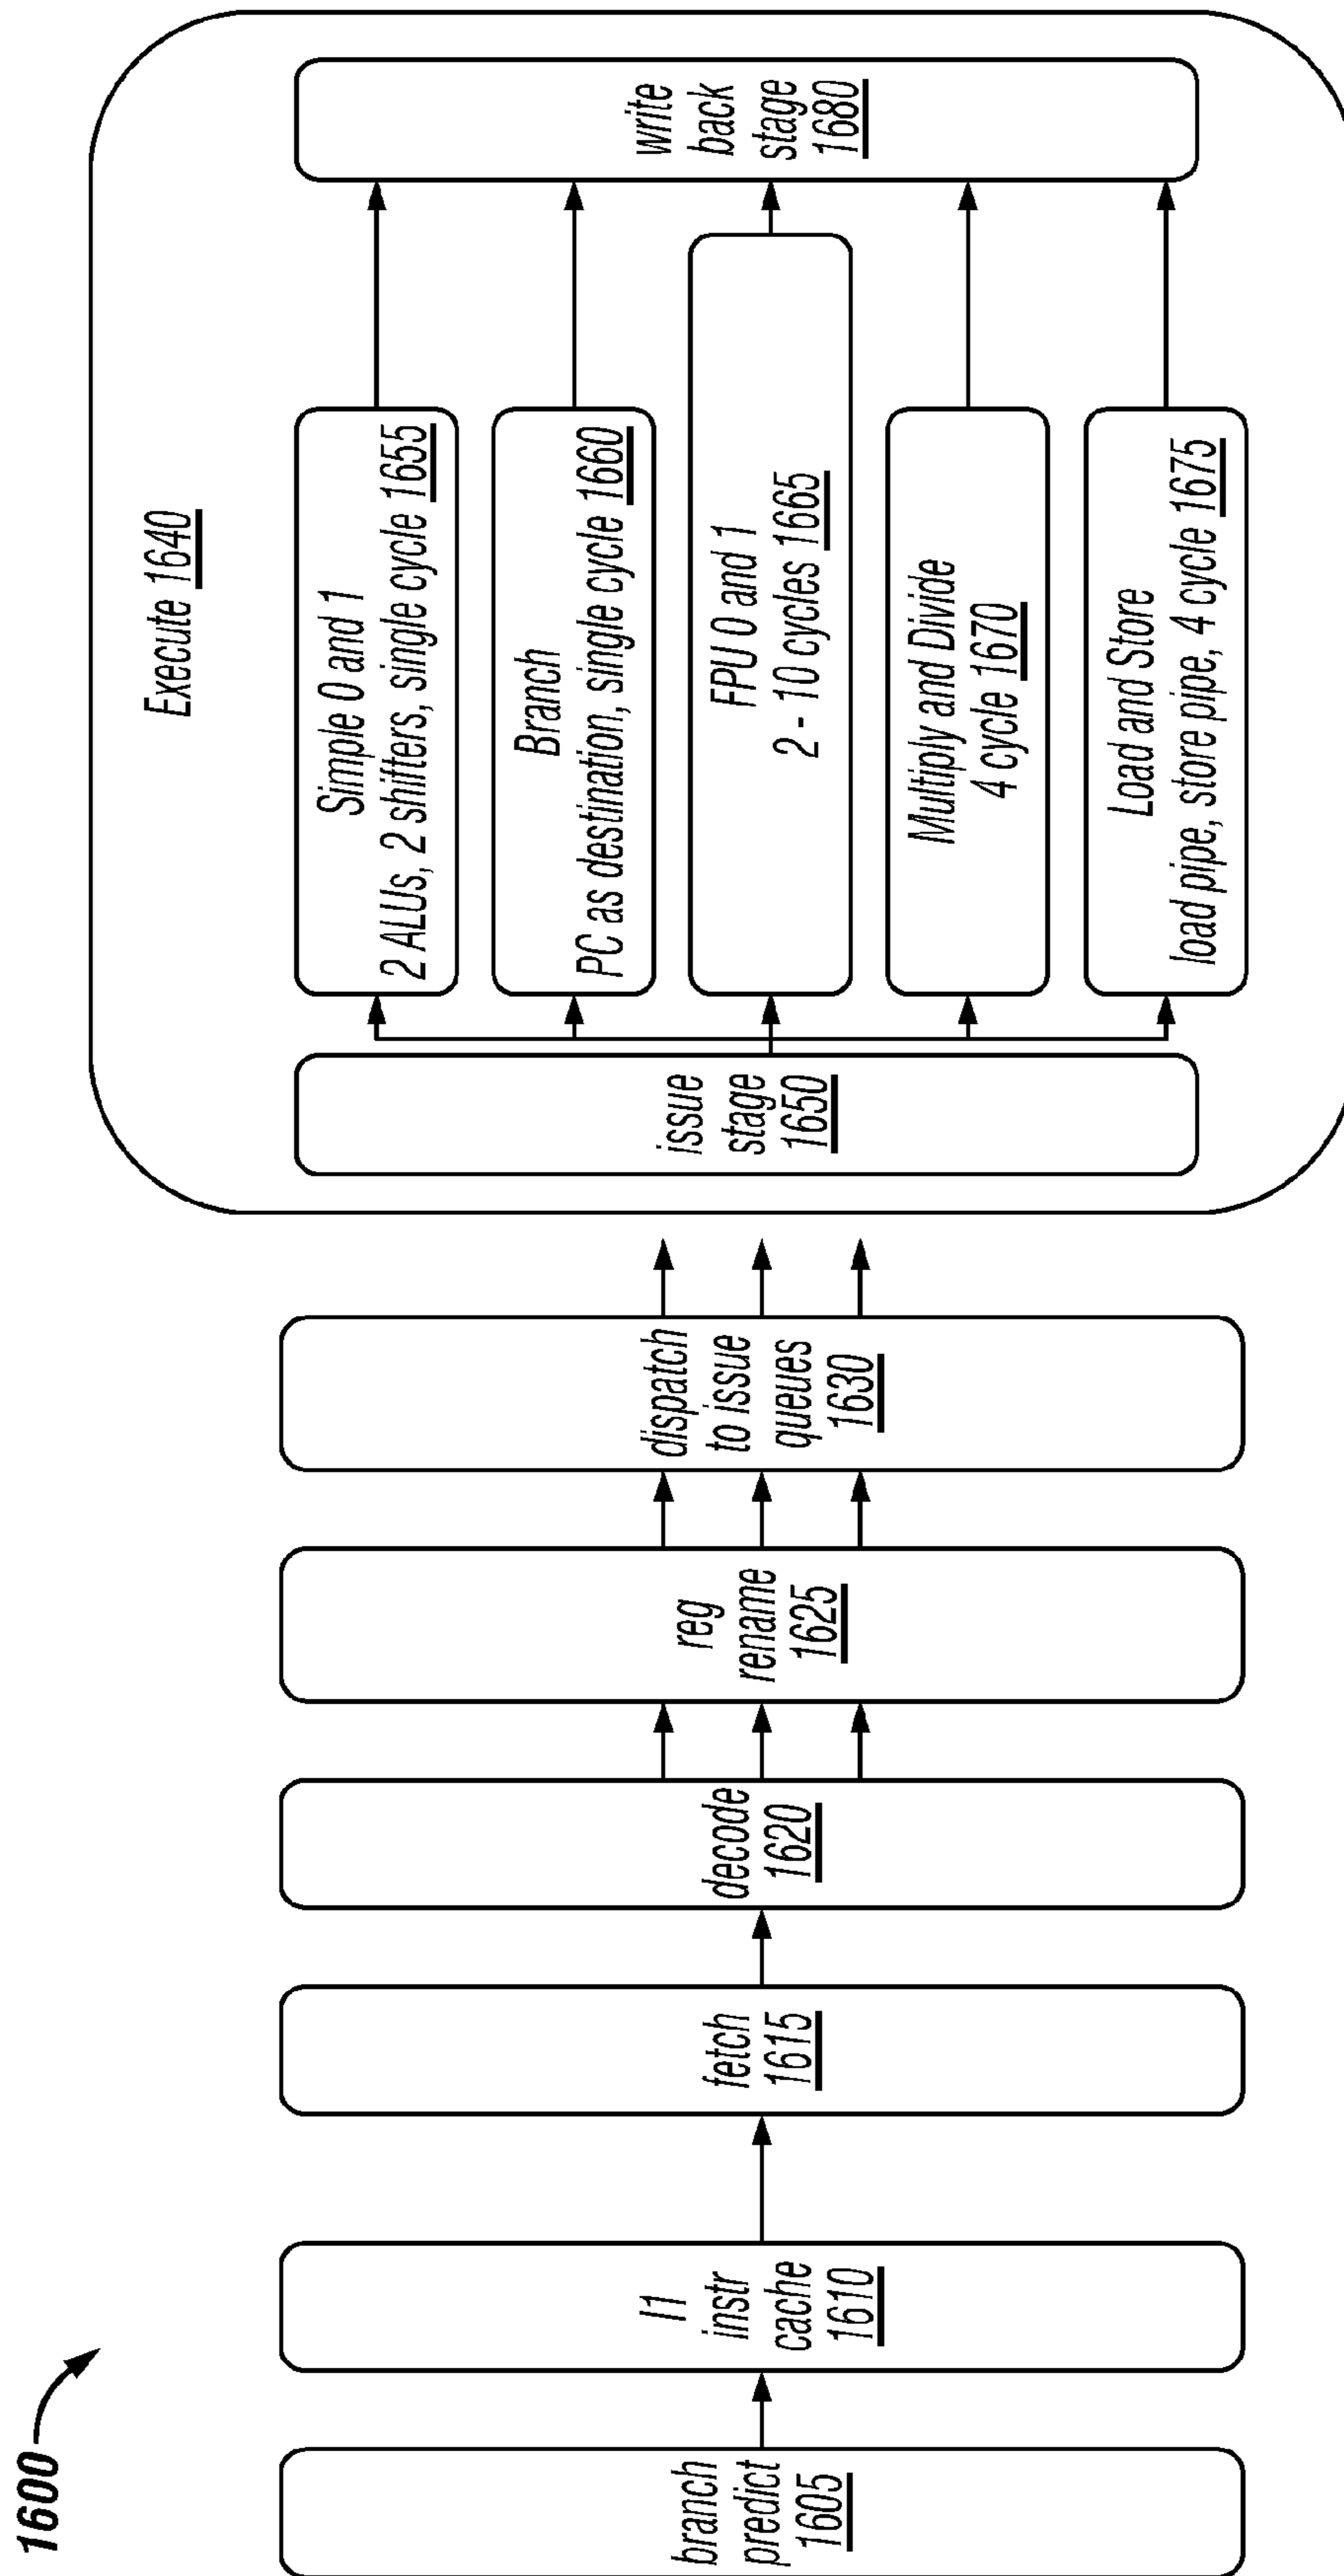 1600
branch
predict
1605
I1
instr
cache
1610
fetch
1615
decode
1620
reg
rename
1625
dispatch
to issue
queues
1630
Execute 1640
issue
stage
1650
Simple 0 and 1
2 ALUs, 2 shifters, single cycle 1655
Branch
PC as destination, single cycle 1660
FPU 0 and 1
2 - 10 cycles 1665
Multiply and Divide
4 cycle 1670
Load and Store
load pipe, store pipe, 4 cycle 1675
write
back
stage
1680